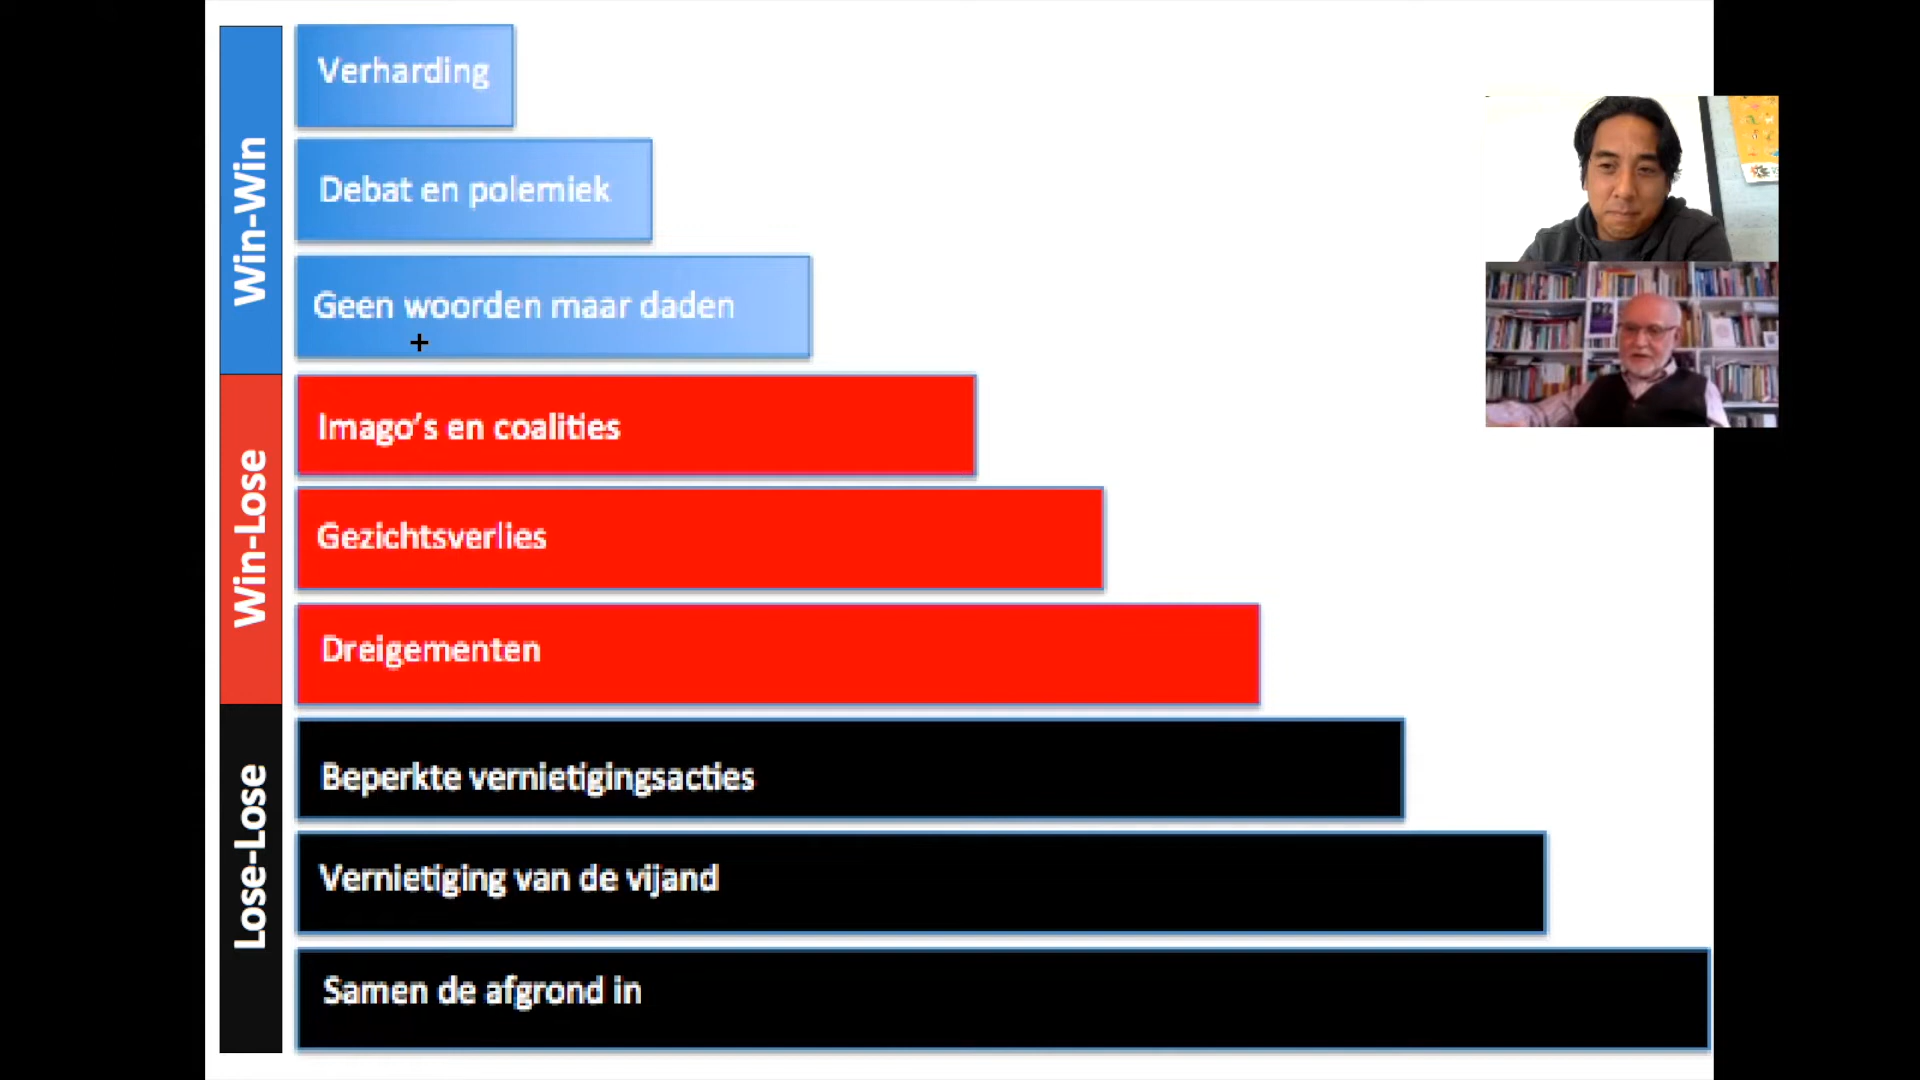 Win-Win
Verharding
Debat en polemiek
Geen woorden maar daden
Win-Lose
Imago's en coalities
Gezichtsverlies
Dreigementen
Lose-Lose
Beperkte vernietigingsacties
Vernietiging van de vijand
Samen de afgrond in